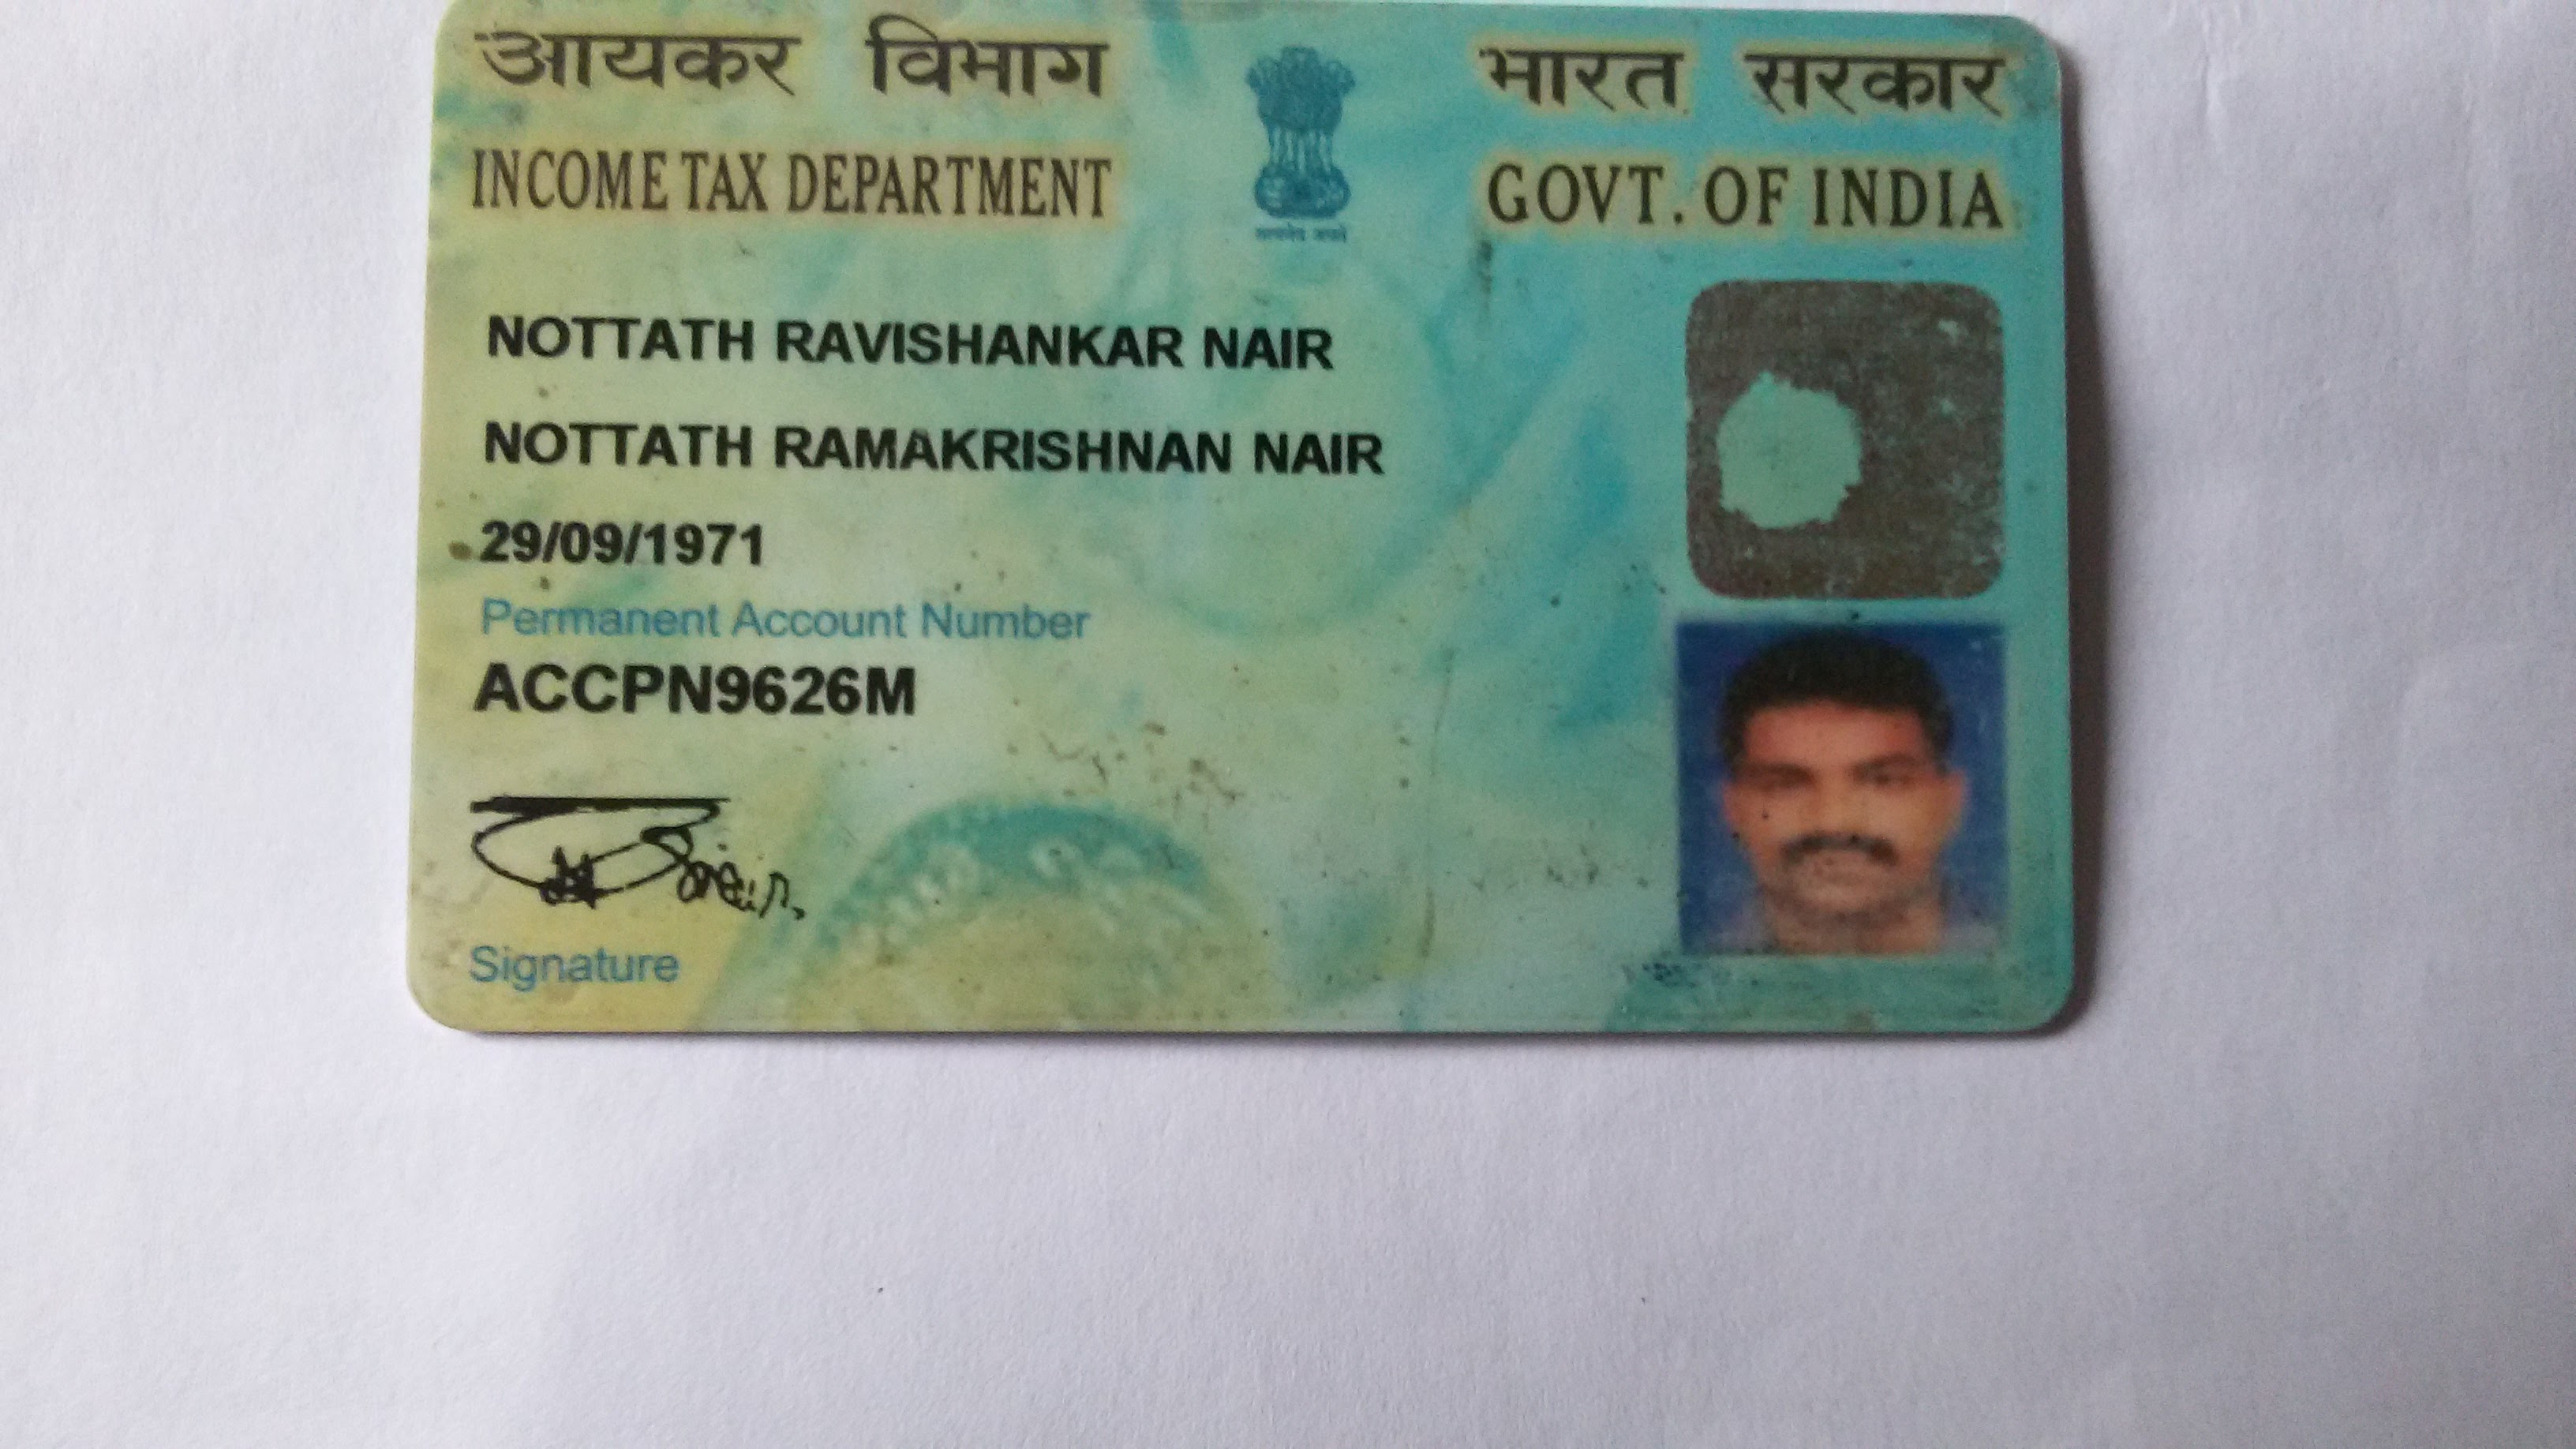 आयकर विभाग भारत सरकार
INCOME TAX DEPARTMENT GOVT. OF INDIA
सत्यमेव जयते
NOTTATH RAVISHANKAR NAIR
NOTTATH RAMAKRISHNAN NAIR
29/09/1971
Permanent Account Number
ACCPN9626M
Signature